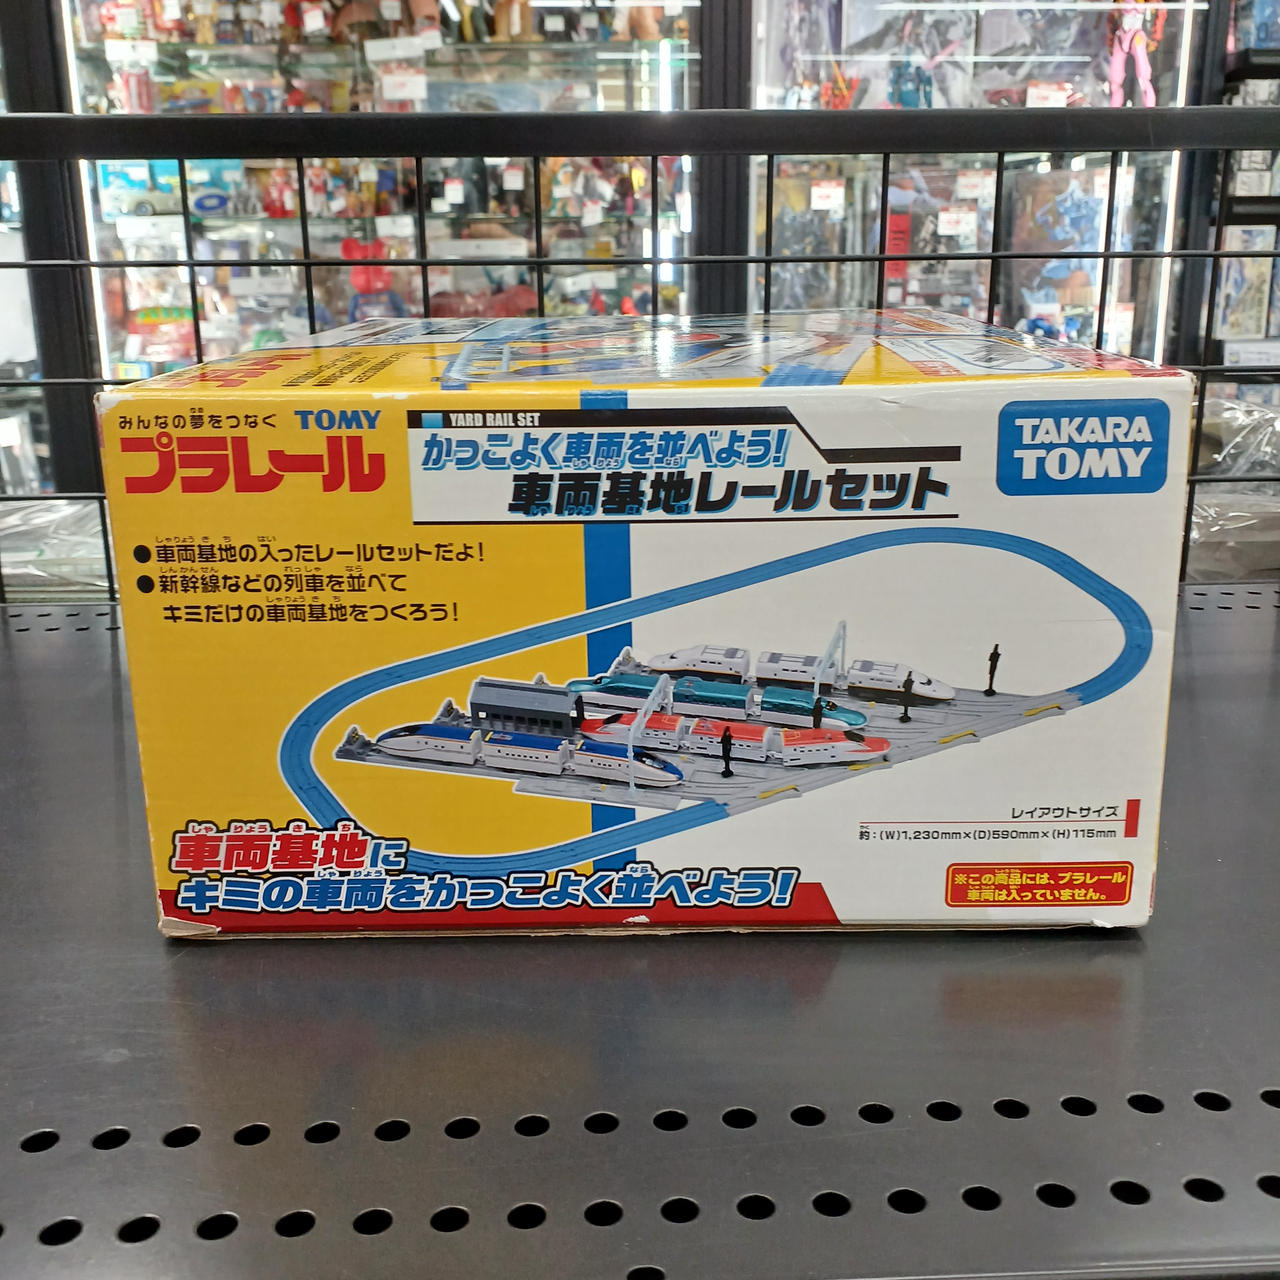 みんなの夢をつなぐ TOMY
プラレール
YARD RAIL SET
かっこよく車両を並べよう!
車両基地レールセット
TAKARA
TOMY
●車両基地の入ったレールセットだよ!
●新幹線などの列車を並べて
キミだけの車両基地をつくろう!
レイアウトサイズ
約:(W)1,230mm×(D)590mm×(H)115mm
車両基地に
キミの車両をかっこよく並べよう!
※この商品には、プラレール
車両は入っていません。